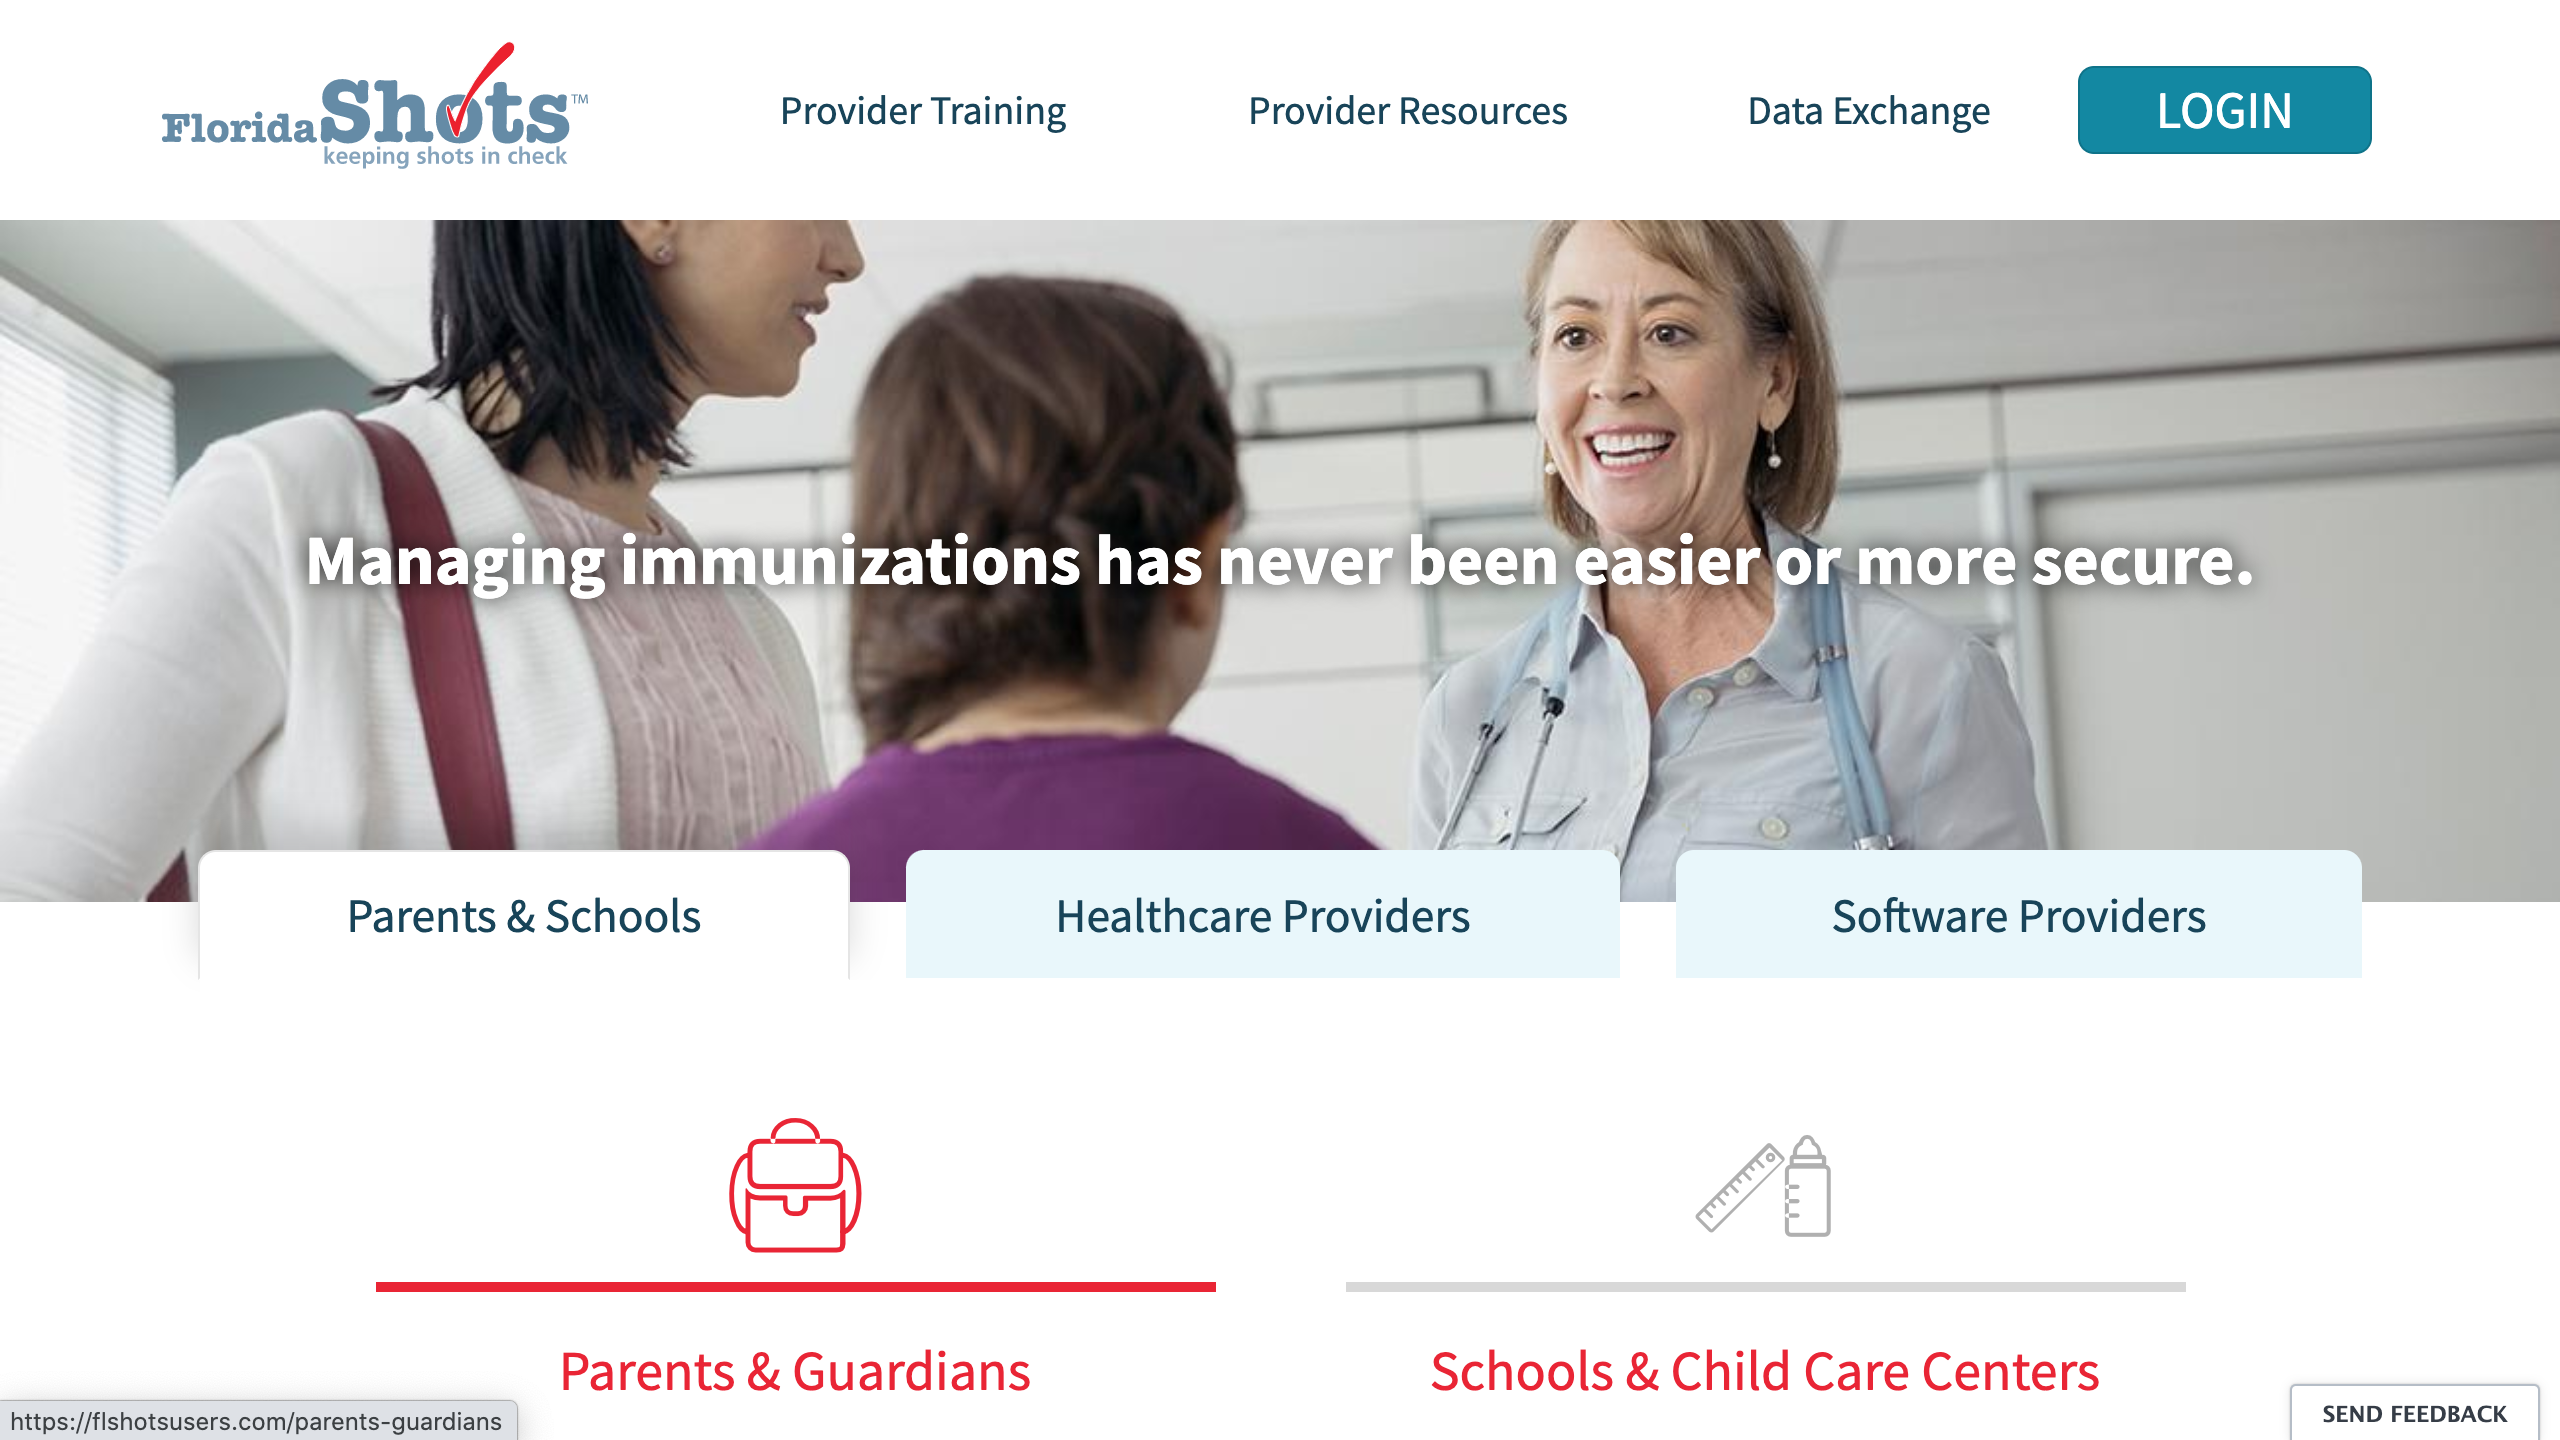 Florida Shots™
keeping shots in check
Provider Training
Provider Resources
Data Exchange
LOGIN
Managing immunizations has never been easier or more secure.
Parents & Schools
Healthcare Providers
Software Providers
Parents & Guardians
Schools & Child Care Centers
https://flshotsusers.com/parents-guardians
SEND FEEDBACK